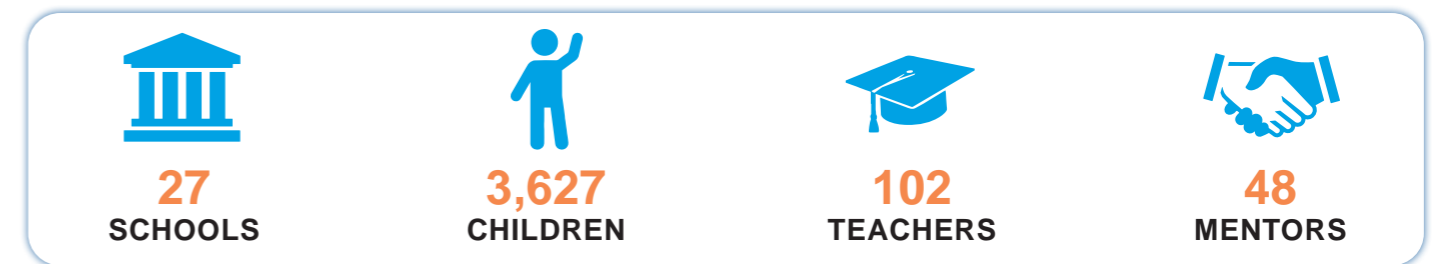 27
SCHOOLS
3,627
CHILDREN
102
TEACHERS
48
MENTORS